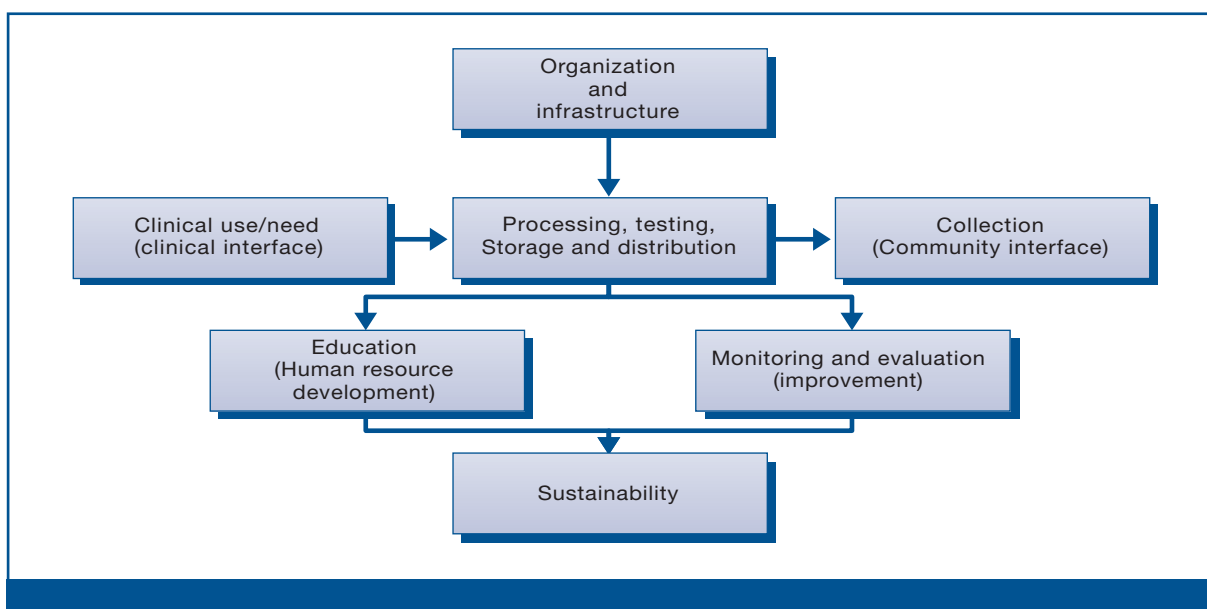 Organization
and
infrastructure
Clinical use/need
(clinical interface)
Processing, testing,
Storage and distribution
Collection
(Community interface)
Education
(Human resource
development)
Monitoring and evaluation
(improvement)
Sustainability